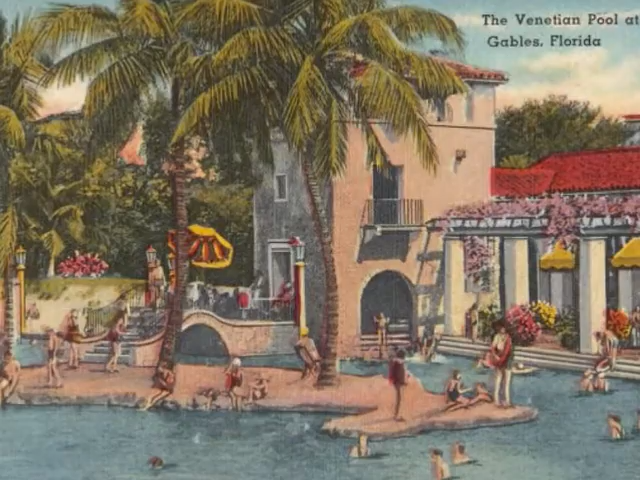 The Venetian Pool at
Gables, Florida